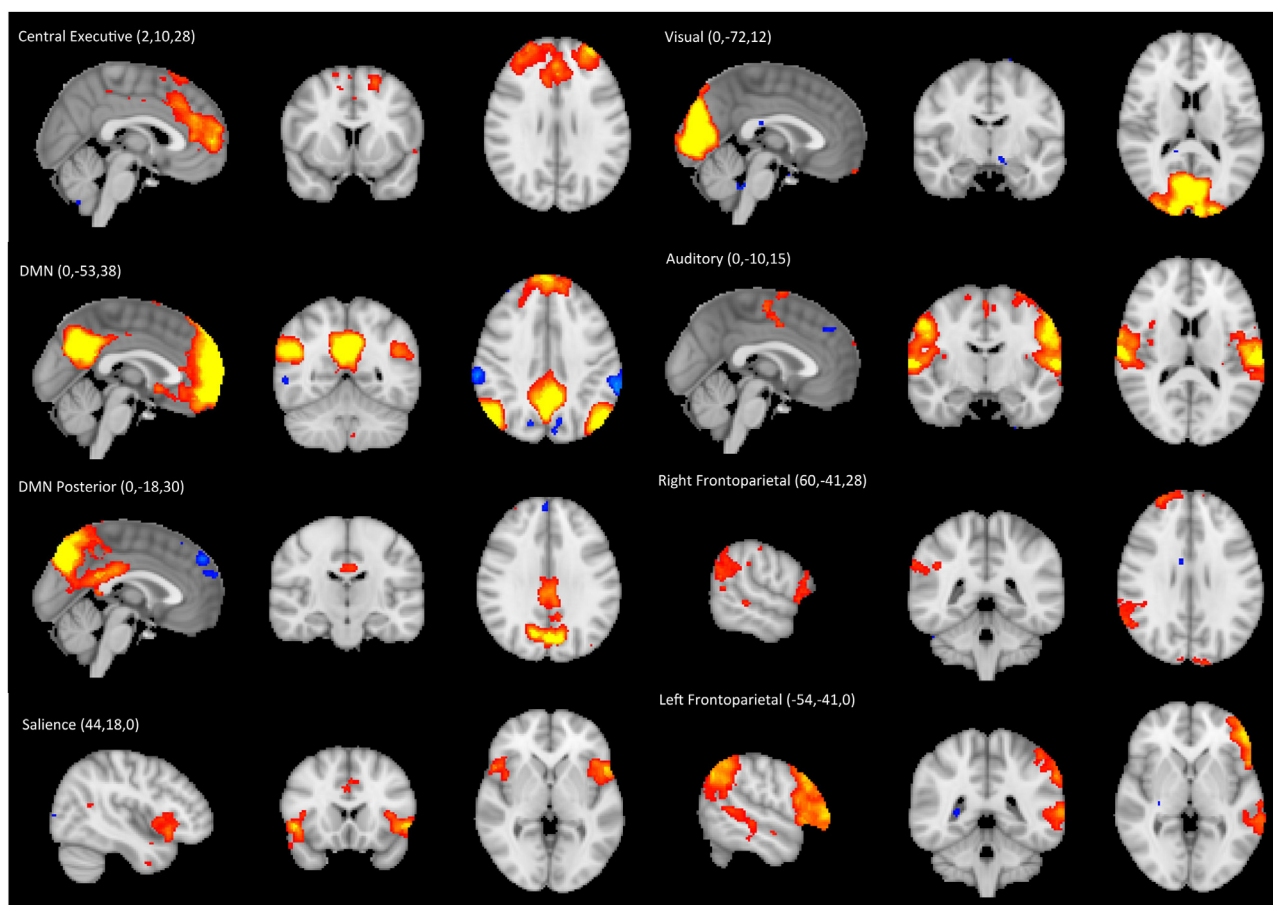 Central Executive (2,10,28)
Visual (0,-72,12)
DMN (0,-53,38)
Auditory (0,-10,15)
DMN Posterior (0,-18,30)
Right Frontoparietal (60,-41,28)
Salience (44,18,0)
Left Frontoparietal (-54,-41,0)